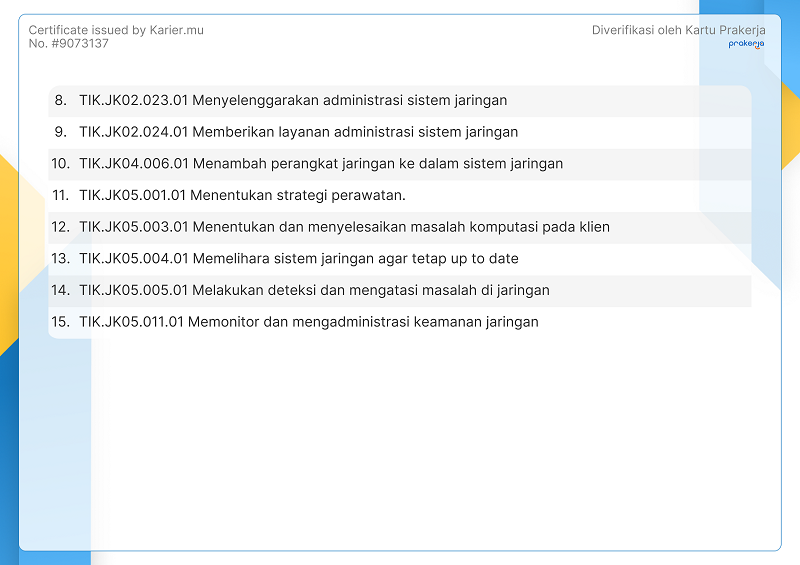 Certificate issued by Karier.mu
No. #9073137
Diverifikasi oleh Kartu Prakerja
prakerja
8. TIK.JK02.023.01 Menyelenggarakan administrasi sistem jaringan
9. TIK.JK02.024.01 Memberikan layanan administrasi sistem jaringan
10. TIK.JK04.006.01 Menambah perangkat jaringan ke dalam sistem jaringan
11. TIK.JK05.001.01 Menentukan strategi perawatan.
12. TIK.JK05.003.01 Menentukan dan menyelesaikan masalah komputasi pada klien
13. TIK.JK05.004.01 Memelihara sistem jaringan agar tetap up to date
14. TIK.JK05.005.01 Melakukan deteksi dan mengatasi masalah di jaringan
15. TIK.JK05.011.01 Memonitor dan mengadministrasi keamanan jaringan